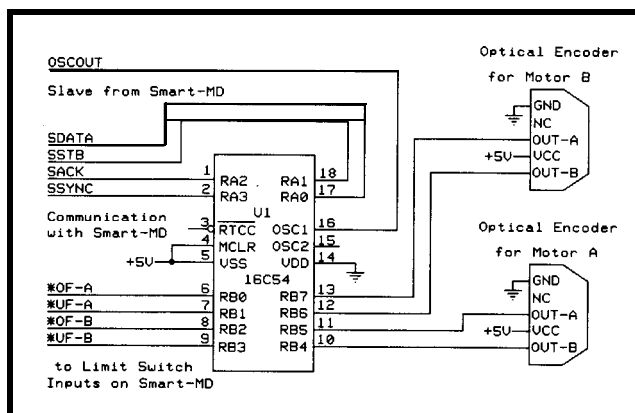 OSCOUT
Slave from Smart-MD
SDATA
SSTB
SACK
SSYNC
Communication
with Smart-MD
+5V
*OF-A
*UF-A
*OF-B
*UF-B
to Limit Switch
Inputs on Smart-MD
1 RA2 RA1 18
2 RA3 RA0 17
U1
3 RTCC OSC1 16
4 MCLR OSC2 15
5 VSS VDD 14
16C54
6 RB0 RB7 13
7 RB1 RB6 12
8 RB2 RB5 11
9 RB3 RB4 10
Optical Encoder
for Motor B
GND
NC
OUT-A
+5V VCC
OUT-B
Optical Encoder
for Motor A
GND
NC
OUT-A
+5V VCC
OUT-B